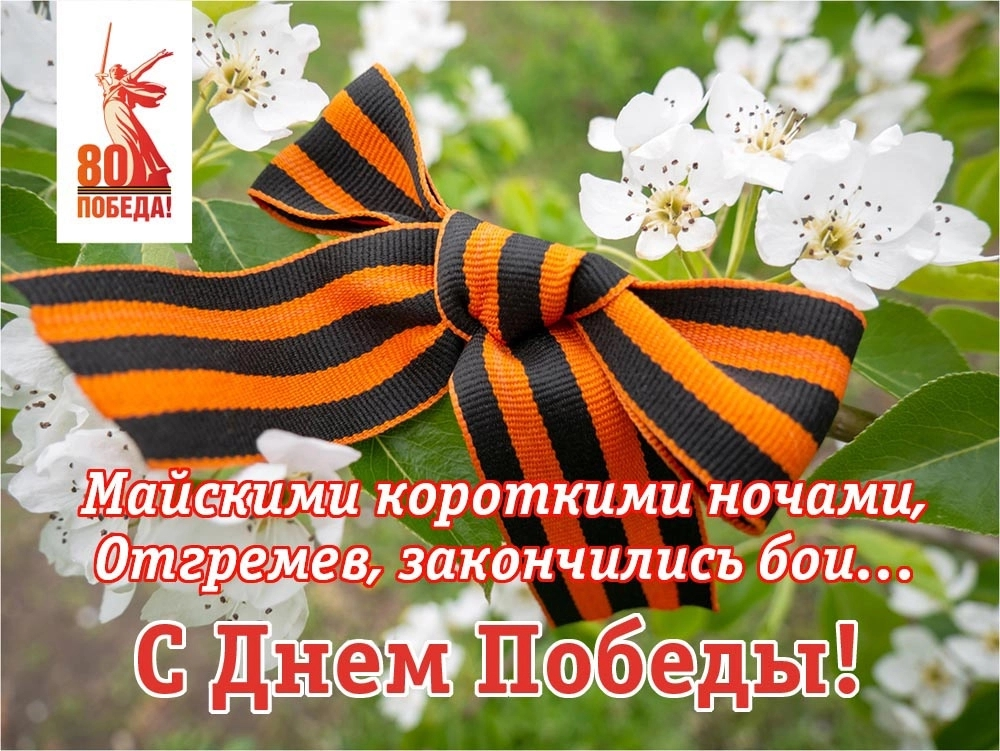 80
ПОБЕДА!
Майскими короткими ночами,
Отгремев, закончились бои...
С Днем Победы!